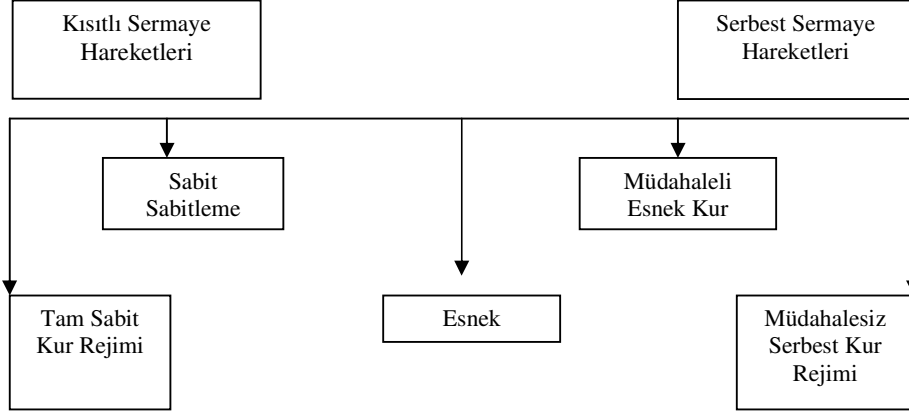 Kısıtlı Sermaye
Hareketleri
Serbest Sermaye
Hareketleri
Sabit
Sabitleme
Müdahaleli
Esnek Kur
Tam Sabit
Kur Rejimi
Esnek
Müdahalesiz
Serbest Kur
Rejimi